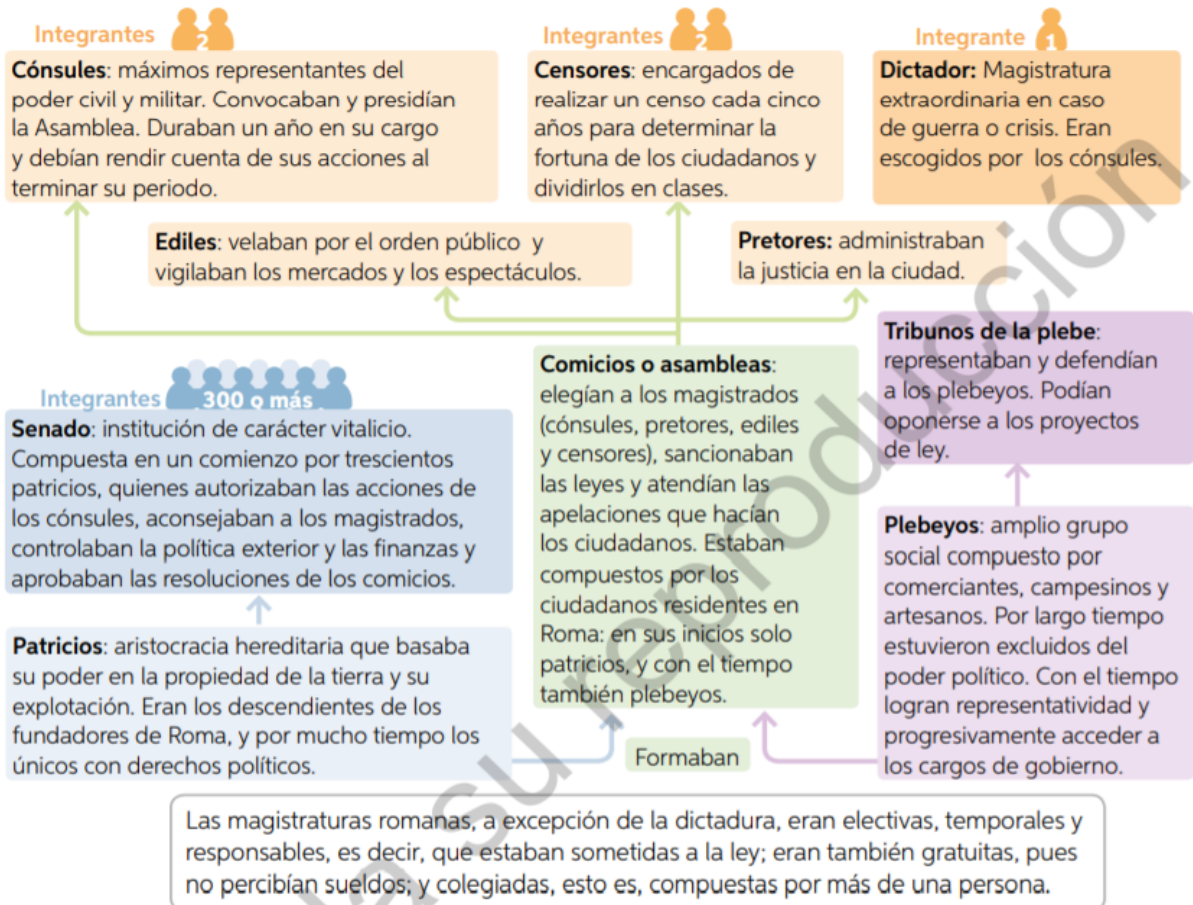 Integrantes 2
Cónsules: máximos representantes del
poder civil y militar. Convocaban y presidían
la Asamblea. Duraban un año en su cargo
y debían rendir cuenta de sus acciones al
terminar su periodo.
Integrantes 2
Censores: encargados de
realizar un censo cada cinco
años para determinar la
fortuna de los ciudadanos y
dividirlos en clases.
Integrante 1
Dictador: Magistratura
extraordinaria en caso
de guerra o crisis. Eran
escogidos por los cónsules.
Ediles: velaban por el orden público y
vigilaban los mercados y los espectáculos.
Pretores: administraban
la justicia en la ciudad.
Integrantes 300 o más
Senado: institución de carácter vitalicio.
Compuesta en un comienzo por trescientos
patricios, quienes autorizaban las acciones de
los cónsules, aconsejaban a los magistrados,
controlaban la política exterior y las finanzas y
aprobaban las resoluciones de los comicios.
Patricios: aristocracia hereditaria que basaba
su poder en la propiedad de la tierra y su
explotación. Eran los descendientes de los
fundadores de Roma, y por mucho tiempo los
únicos con derechos políticos.
Comicios o asambleas:
elegían a los magistrados
(cónsules, pretores, ediles
y censores), sancionaban
las leyes y atendían las
apelaciones que hacían
los ciudadanos. Estaban
compuestos por los
ciudadanos residentes en
Roma: en sus inicios solo
patricios, y con el tiempo
también plebeyos.
Formaban
Tribunos de la plebe:
representaban y defendían
a los plebeyos. Podían
oponerse a los proyectos
de ley.
Plebeyos: amplio grupo
social compuesto por
comerciantes, campesinos y
artesanos. Por largo tiempo
estuvieron excluidos del
poder político. Con el tiempo
logran representatividad y
progresivamente acceder a
los cargos de gobierno.
Las magistraturas romanas, a excepción de la dictadura, eran electivas, temporales y
responsables, es decir, que estaban sometidas a la ley; eran también gratuitas, pues
no percibían sueldos; y colegiadas, esto es, compuestas por más de una persona.
la su reproducción